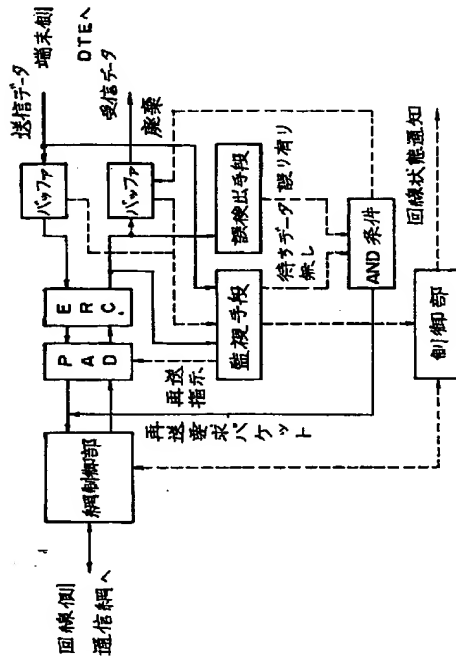 回線側
通信網へ
網制御部
PAD
ERC
バッファ
送信データ
端末側
DTEへ
受信データ
バッファ
廃棄
再送
指示
再送要求パケット
監視手段
誤検出手段
待ちデータ
無し
誤り有り
AND条件
制御部
回線状態通知